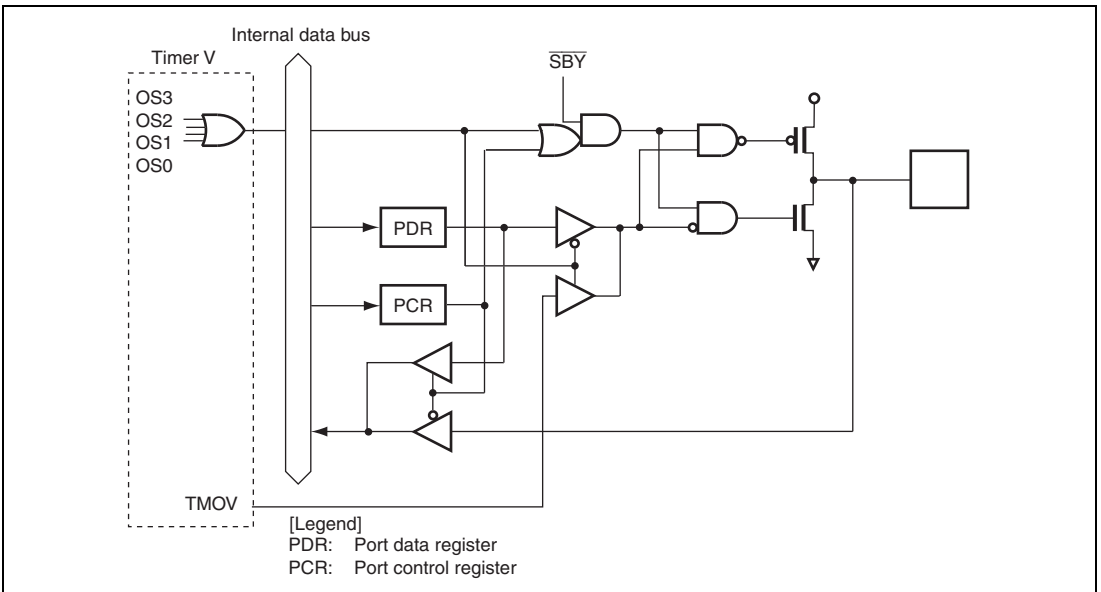 Internal data bus
Timer V
SBY
OS3
OS2
OS1
OS0
PDR
PCR
TMOV
[Legend]
PDR: Port data register
PCR: Port control register